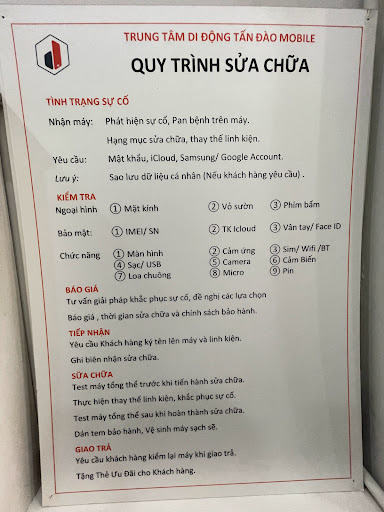 TRUNG TÂM DI ĐỘNG TẤN ĐÀO MOBILE
QUY TRÌNH SỬA CHỮA
TÌNH TRẠNG SỰ CỐ
Nhận máy: Phát hiện sự cố, Pan bệnh trên máy.
Hạng mục sửa chữa, thay thế linh kiện.
Yêu cầu: Mật khẩu, iCloud, Samsung/ Google Account.
Lưu ý: Sao lưu dữ liệu cá nhân (Nếu khách hàng yêu cầu) .
KIỂM TRA
Ngoại hình ① Mặt kính ② Vỏ sườn ③ Phím bấm
Bảo mật: ① IMEI/ SN ② TK Icloud ③ Vân tay/ Face ID
Chức năng ① Màn hình ② Cảm ứng ③ Sim/ Wifi /BT
④ Sạc/ USB ⑤ Camera ⑥ Cảm Biến
⑦ Loa chuông ⑧ Micro ⑨ Pin
BÁO GIÁ
Tư vấn giải pháp khắc phục sự cố, đề nghị các lựa chọn
Báo giá , thời gian sửa chữa và chính sách bảo hành.
TIẾP NHẬN
Yêu cầu Khách hàng ký tên lên máy và linh kiện.
Ghi biên nhận sửa chữa.
SỬA CHỮA
Test máy tổng thể trước khi tiến hành sửa chữa.
Thực hiện thay thế linh kiện, khắc phục sự cố.
Test máy tổng thể sau khi hoàn thành sửa chữa.
Dán tem bảo hành, Vệ sinh máy sạch sẽ.
GIAO TRẢ
Yêu cầu khách hàng kiểm lại máy khi giao trả.
Tặng Thẻ Ưu Đãi cho Khách hàng.